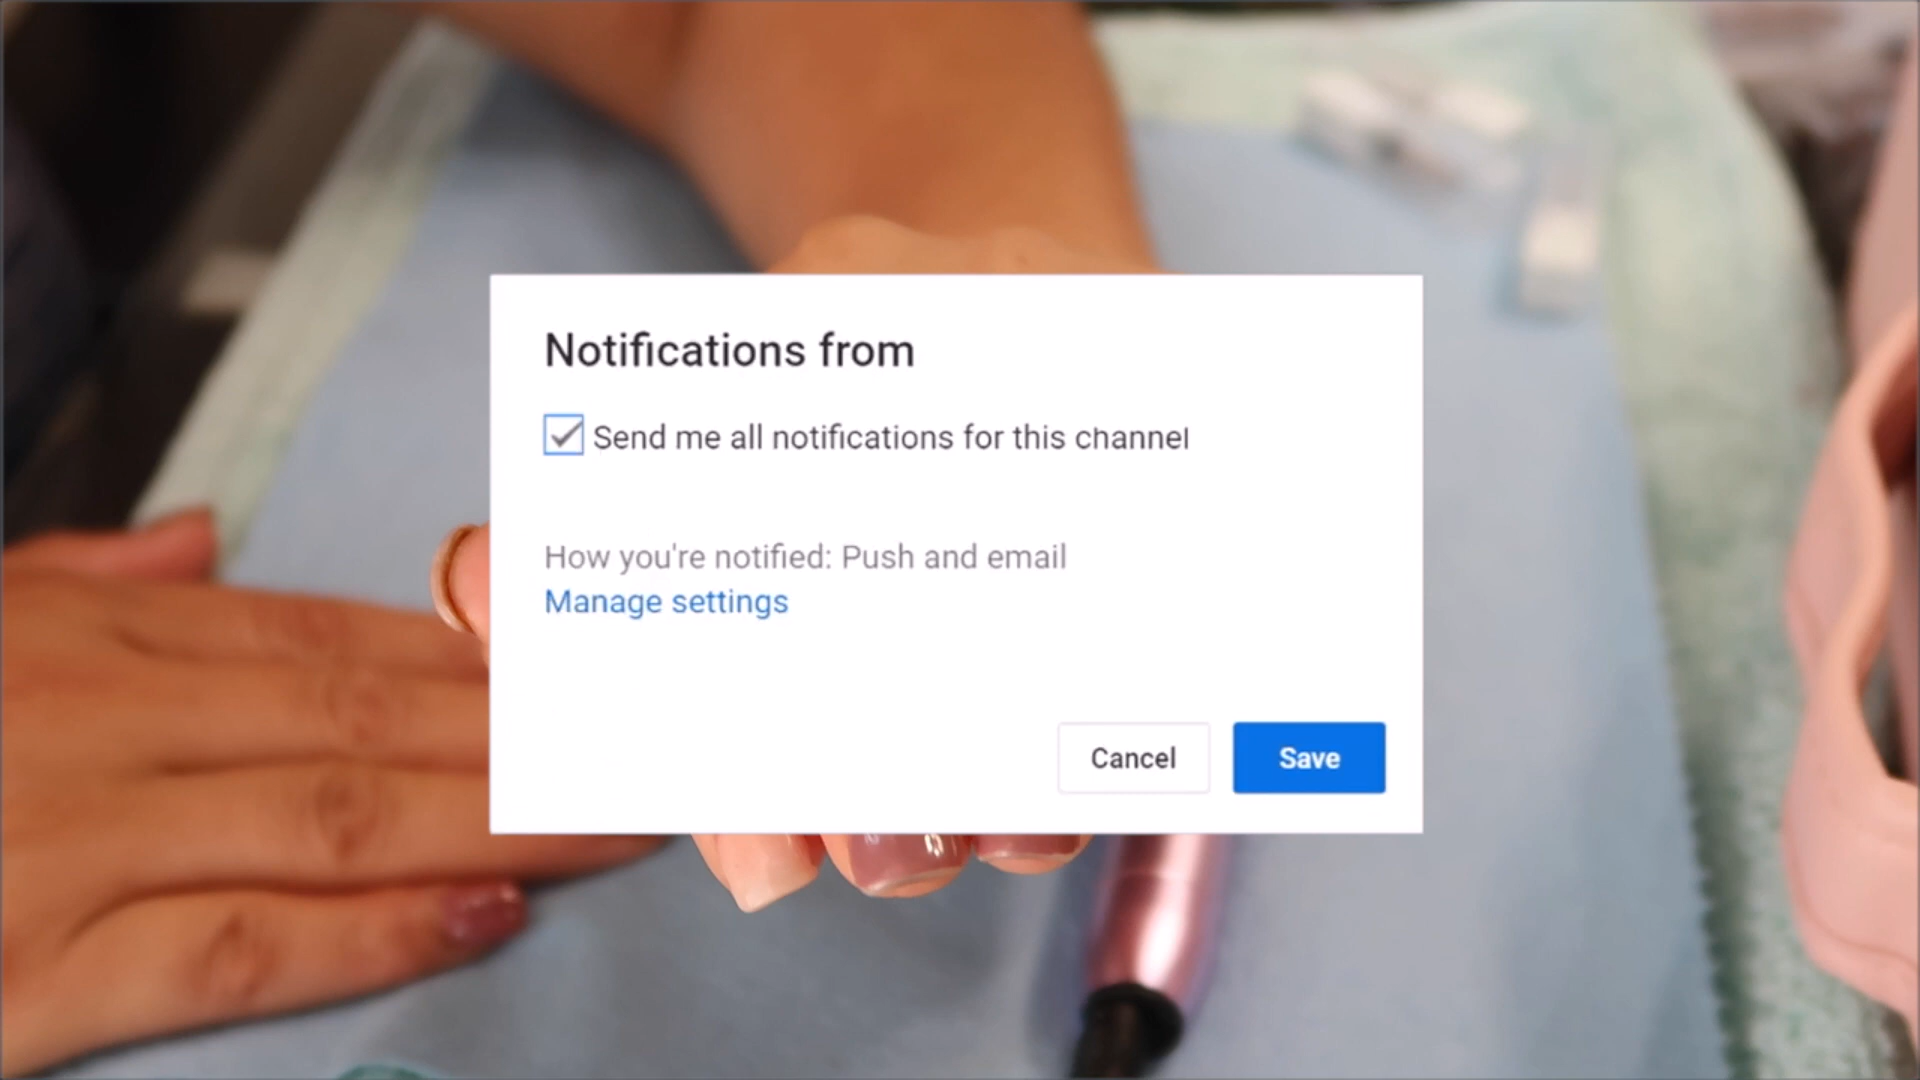 Notifications from
Send me all notifications for this channel
How you're notified: Push and email
Manage settings
Cancel
Save